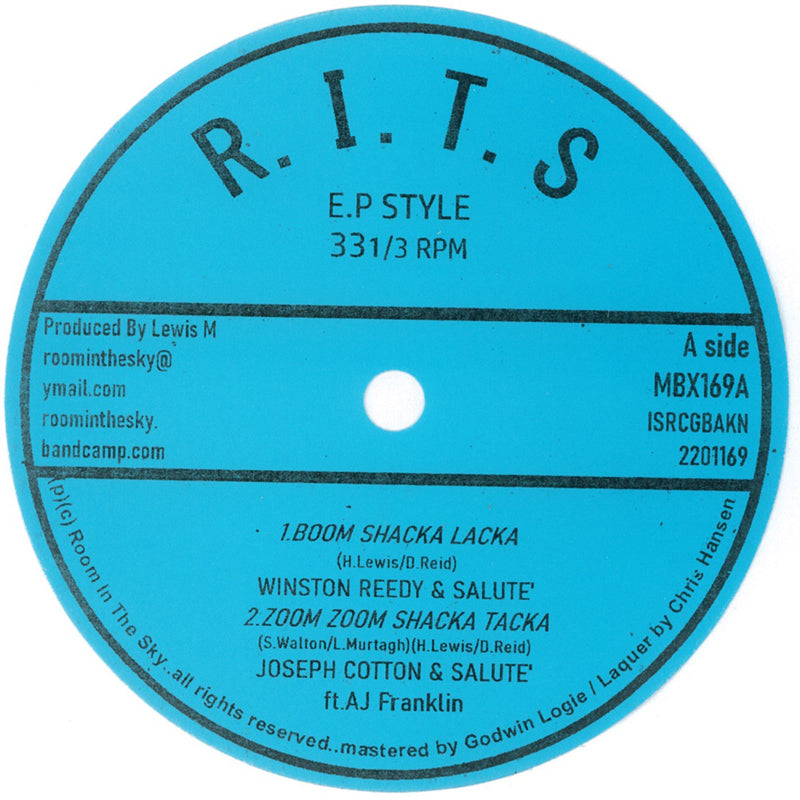 R. I. T. S
E.P STYLE
331/3 RPM
Produced By Lewis M
roominthesky@
ymail.com
roominthesky.
bandcamp.com
A side
MBX169A
ISRCGBAKN
2201169
1.BOOM SHACKA LACKA
(H.Lewis/D.Reid)
WINSTON REEDY & SALUTE'
2.ZOOM ZOOM SHACKA TACKA
(S.Walton/L.Murtagh)(H.Lewis/D.Reid)
JOSEPH COTTON & SALUTE'
ft.AJ Franklin
(p)(c) Room In The Sky..all rights reserved..mastered by Godwin Logie / Laquer by Chris Hansen